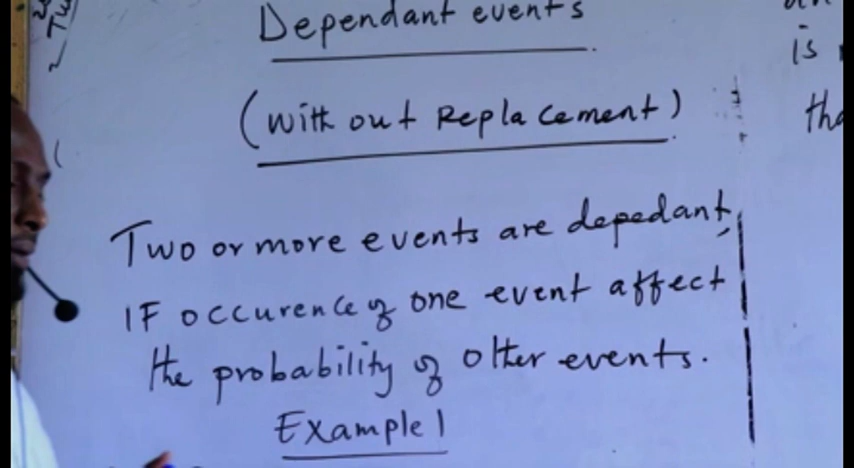 Dependant events
(With out Replacement)
Two or more events are depedant,
IF occurence of one event affect
the probability of other events.
Example 1
is